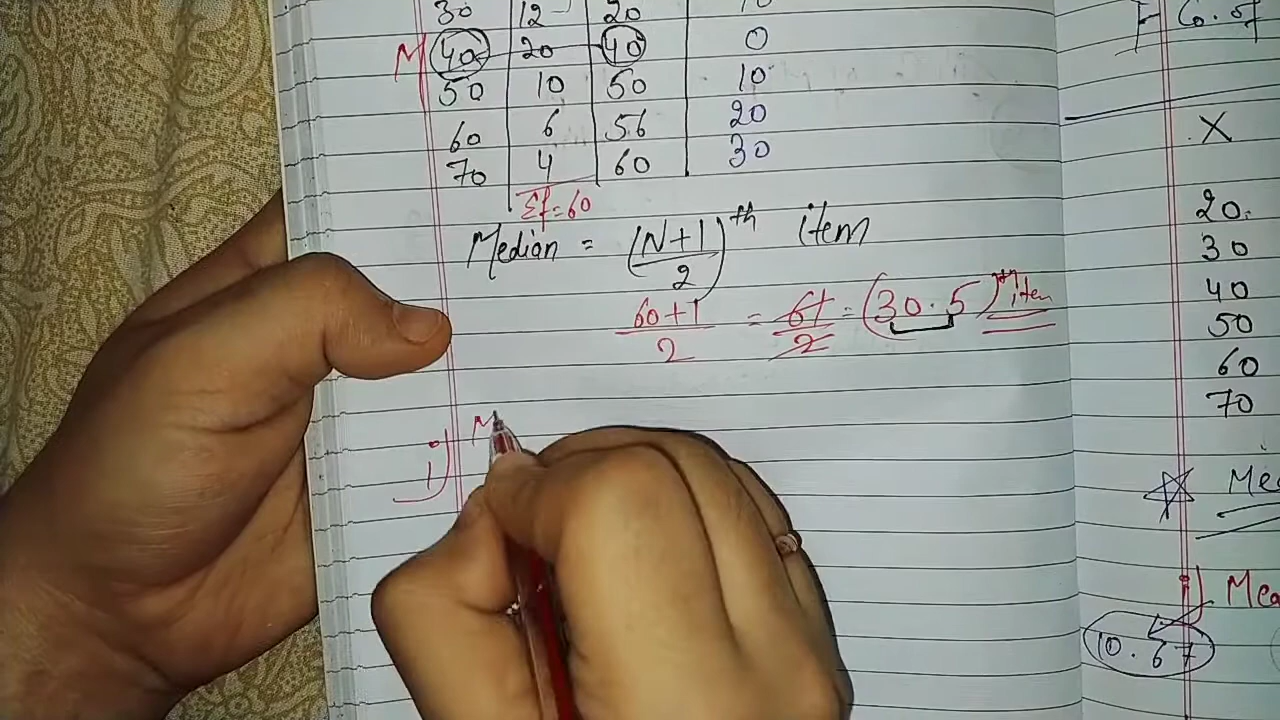 30 12 20 10
M 40 20 40 0
50 10 50 10
60 6 56 20
70 4 60 30
Σf=60
Median = (N+1/2)th item
60+1/2 = 61/2 = (30.5)th item
i) M
X
20
30
40
50
60
70
Me
i) Mea
10.67